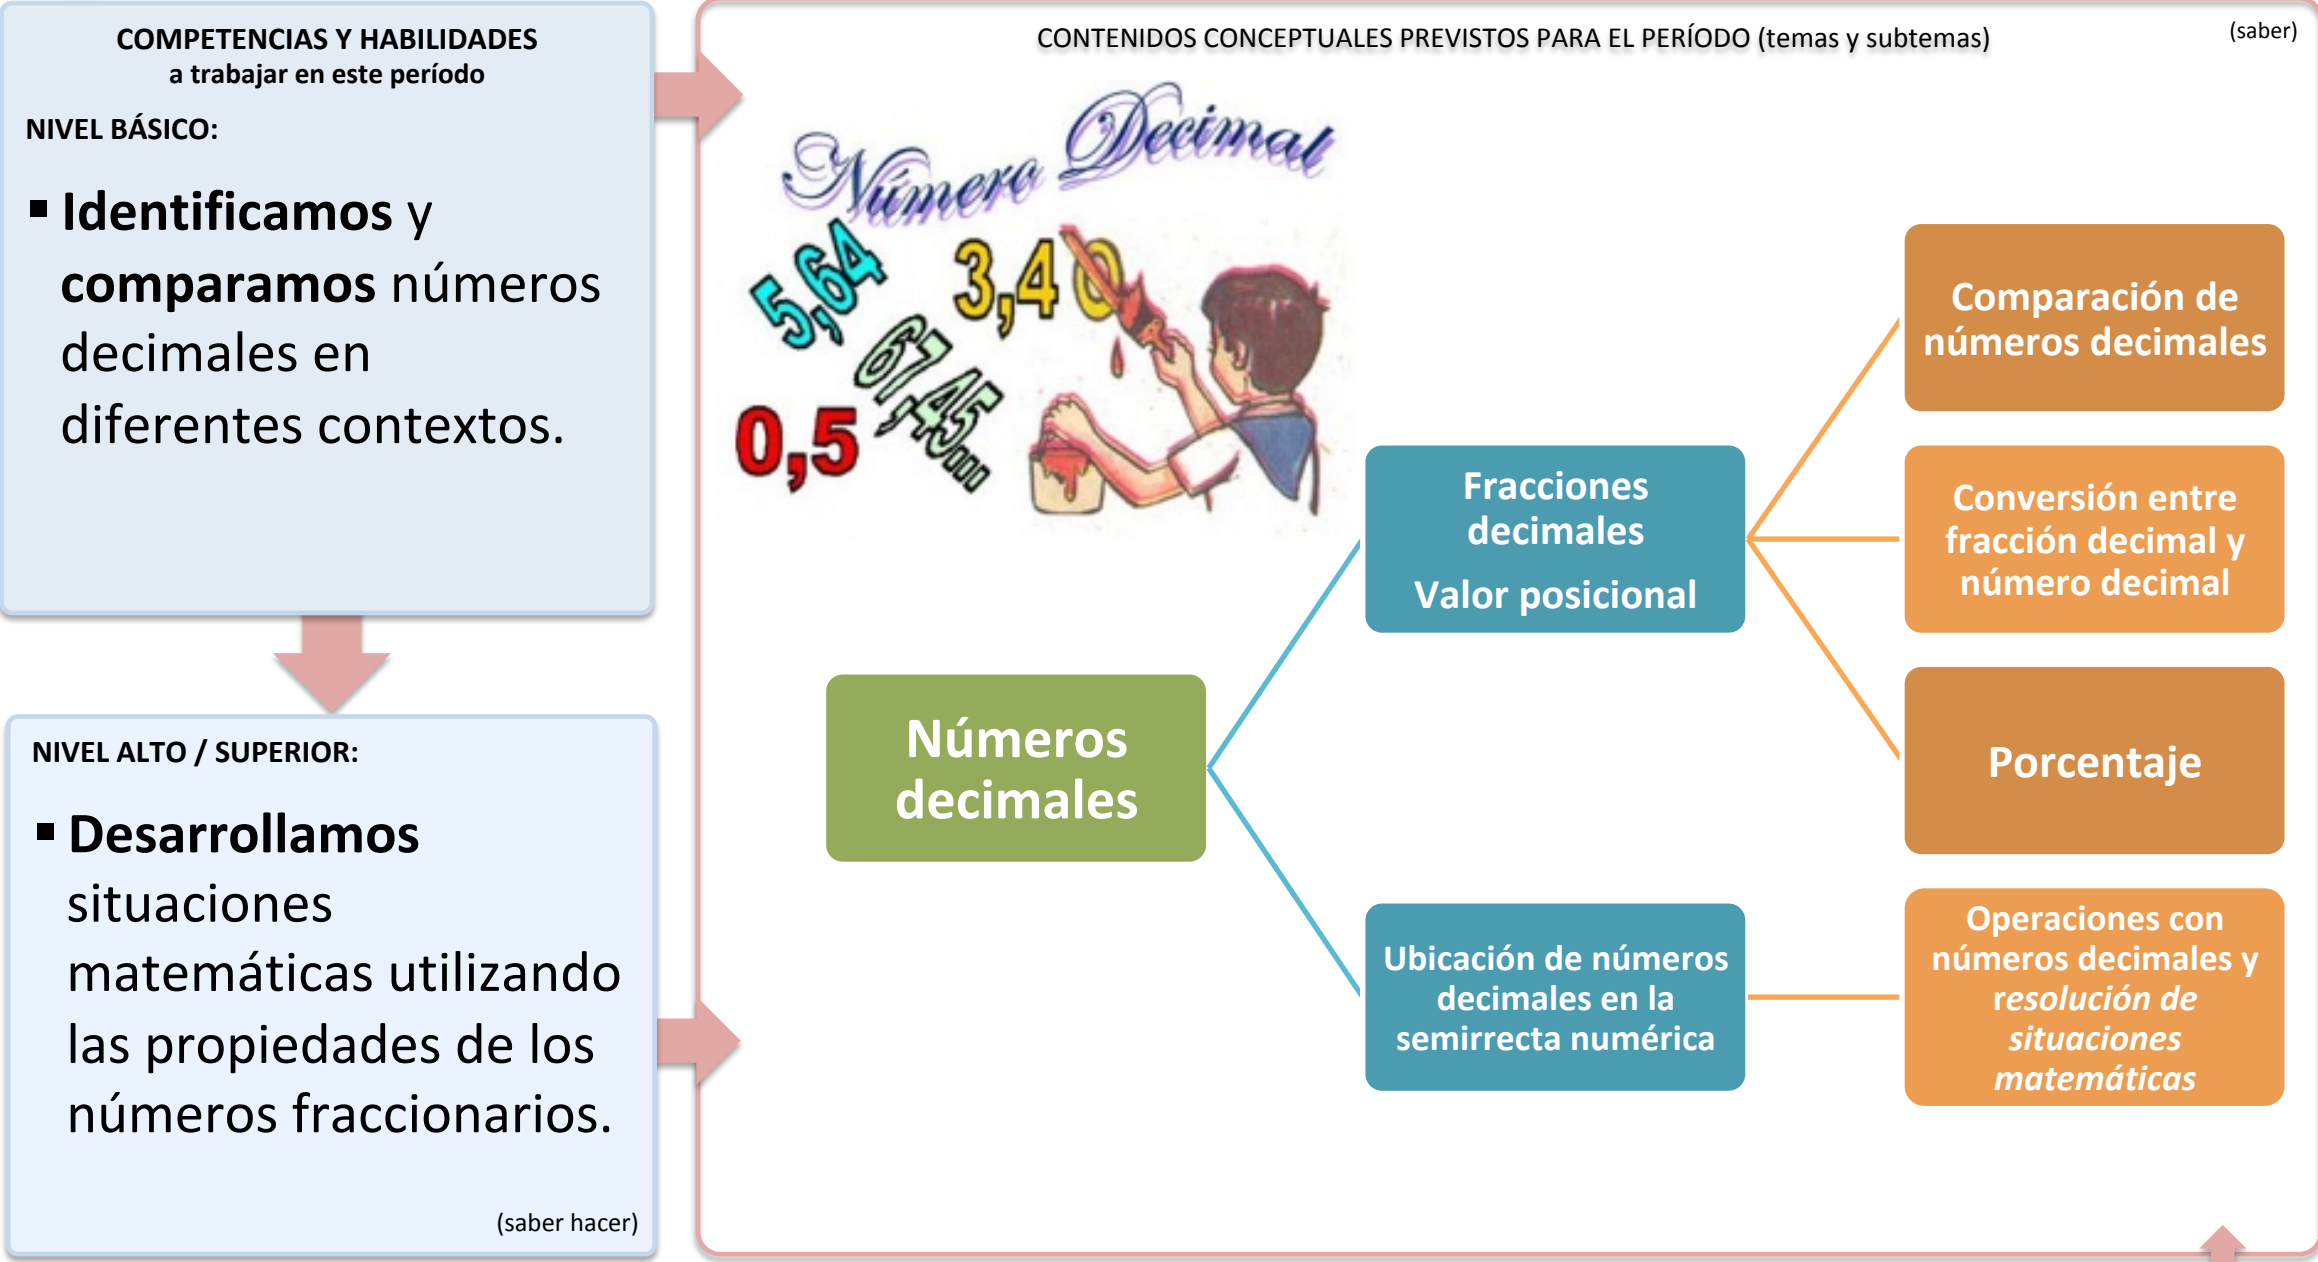 COMPETENCIAS Y HABILIDADES
a trabajar en este período
NIVEL BÁSICO:
▪ Identificamos y
comparamos números
decimales en
diferentes contextos.
NIVEL ALTO / SUPERIOR:
▪ Desarrollamos
situaciones
matemáticas utilizando
las propiedades de los
números fraccionarios.
(saber hacer)
CONTENIDOS CONCEPTUALES PREVISTOS PARA EL PERÍODO (temas y subtemas)
(saber)
Número Decimal
5,64
3,40
67,45...
0,5
Números
decimales
Fracciones
decimales
Valor posicional
Ubicación de números
decimales en la
semirrecta numérica
Comparación de
números decimales
Conversión entre
fracción decimal y
número decimal
Porcentaje
Operaciones con
números decimales y
resolución de
situaciones
matemáticas